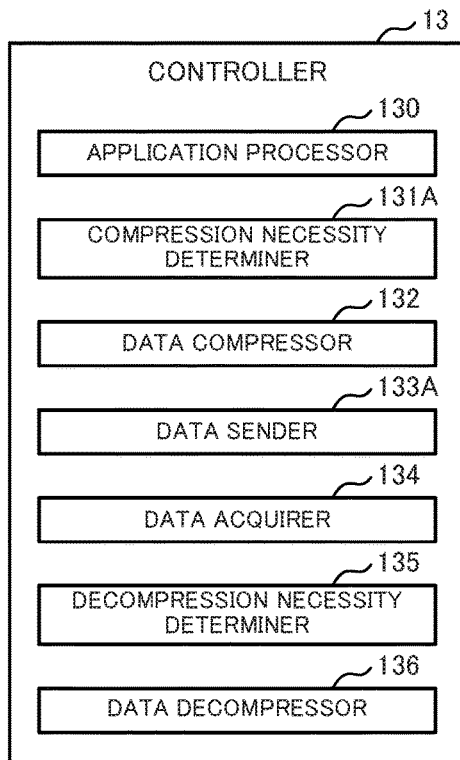 13
CONTROLLER
130
APPLICATION PROCESSOR
131A
COMPRESSION NECESSITY
DETERMINER
132
DATA COMPRESSOR
133A
DATA SENDER
134
DATA ACQUIRER
135
DECOMPRESSION NECESSITY
DETERMINER
136
DATA DECOMPRESSOR